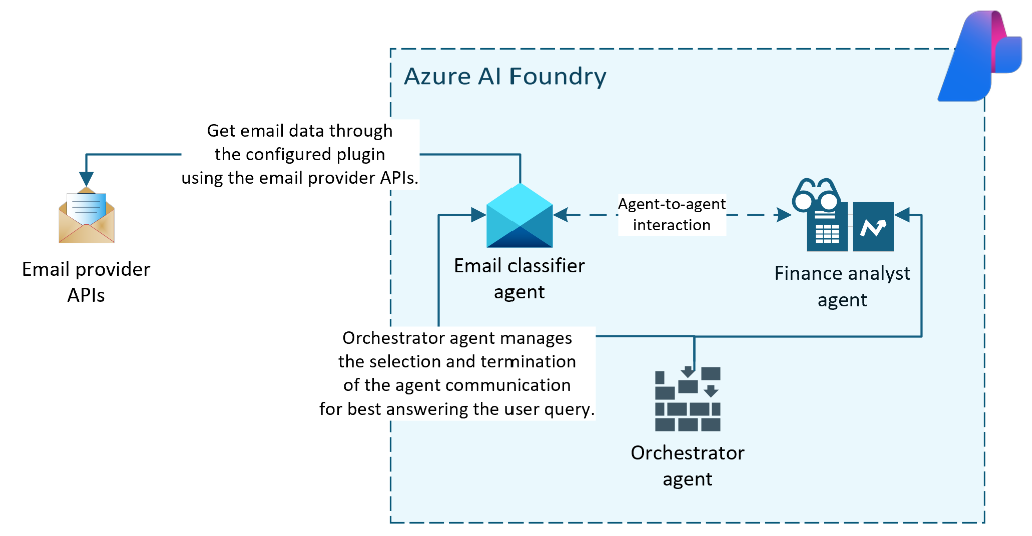 Azure AI Foundry
Get email data through
the configured plugin
using the email provider APIs.
Agent-to-agent
interaction
Email provider
APIs
Email classifier
agent
Finance analyst
agent
Orchestrator agent manages
the selection and termination
of the agent communication
for best answering the user query.
Orchestrator
agent